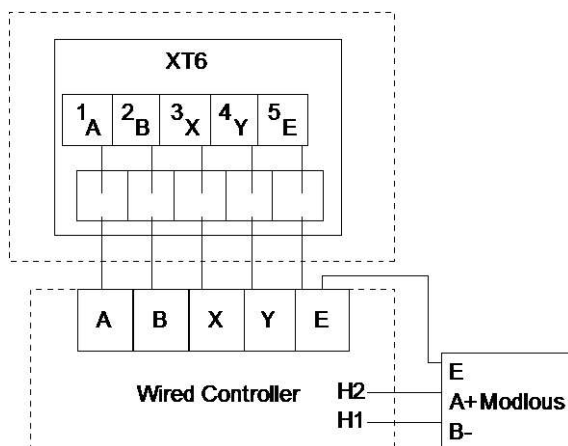 XT6
1A 2B 3X 4Y 5E
A B X Y E
Wired Controller
H2
H1
E
A+ Modlous
B-